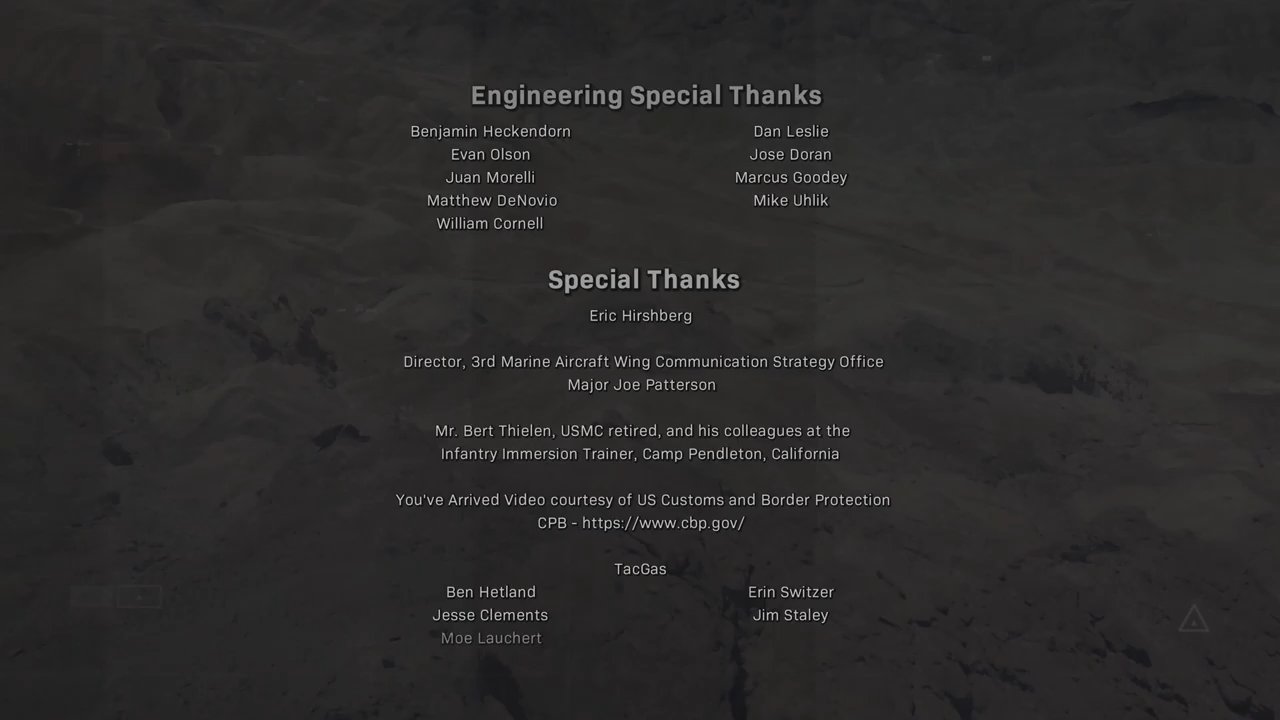 Engineering Special Thanks
Benjamin Heckendorn
Dan Leslie
Evan Olson
Jose Doran
Juan Morelli
Marcus Goodey
Matthew DeNovio
Mike Uhlik
William Cornell
Special Thanks
Eric Hirshberg
Director, 3rd Marine Aircraft Wing Communication Strategy Office
Major Joe Patterson
Mr. Bert Thielen, USMC retired, and his colleagues at the
Infantry Immersion Trainer, Camp Pendleton, California
You've Arrived Video courtesy of US Customs and Border Protection
CPB - https://www.cbp.gov/
TacGas
Ben Hetland
Erin Switzer
Jesse Clements
Jim Staley
Moe Lauchert